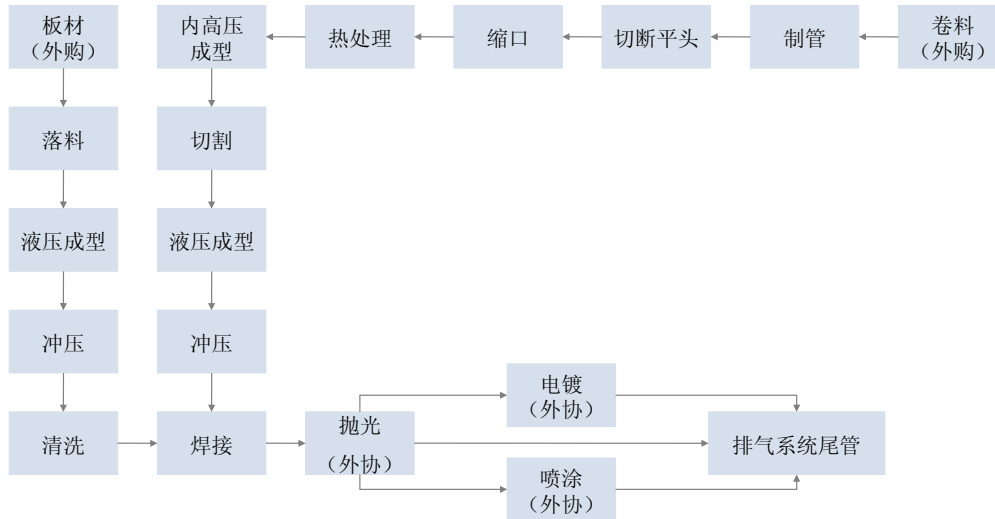 板材
（外购）
内高压
成型
热处理
缩口
切断平头
制管
卷料
（外购）
落料
切割
液压成型
液压成型
冲压
冲压
电镀
（外协）
清洗
焊接
抛光
（外协）
排气系统尾管
喷涂
（外协）